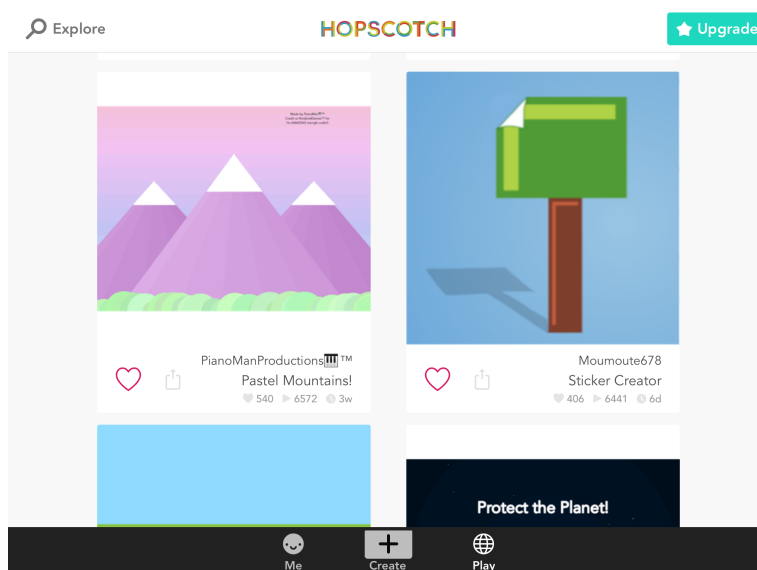 Explore
HOPSCOTCH
Upgrade
PianoManProductions🎹™
Pastel Mountains!
540 6572 3w
Moumoute678
Sticker Creator
406 6441 6d
Protect the Planet!
Me
Create
Play